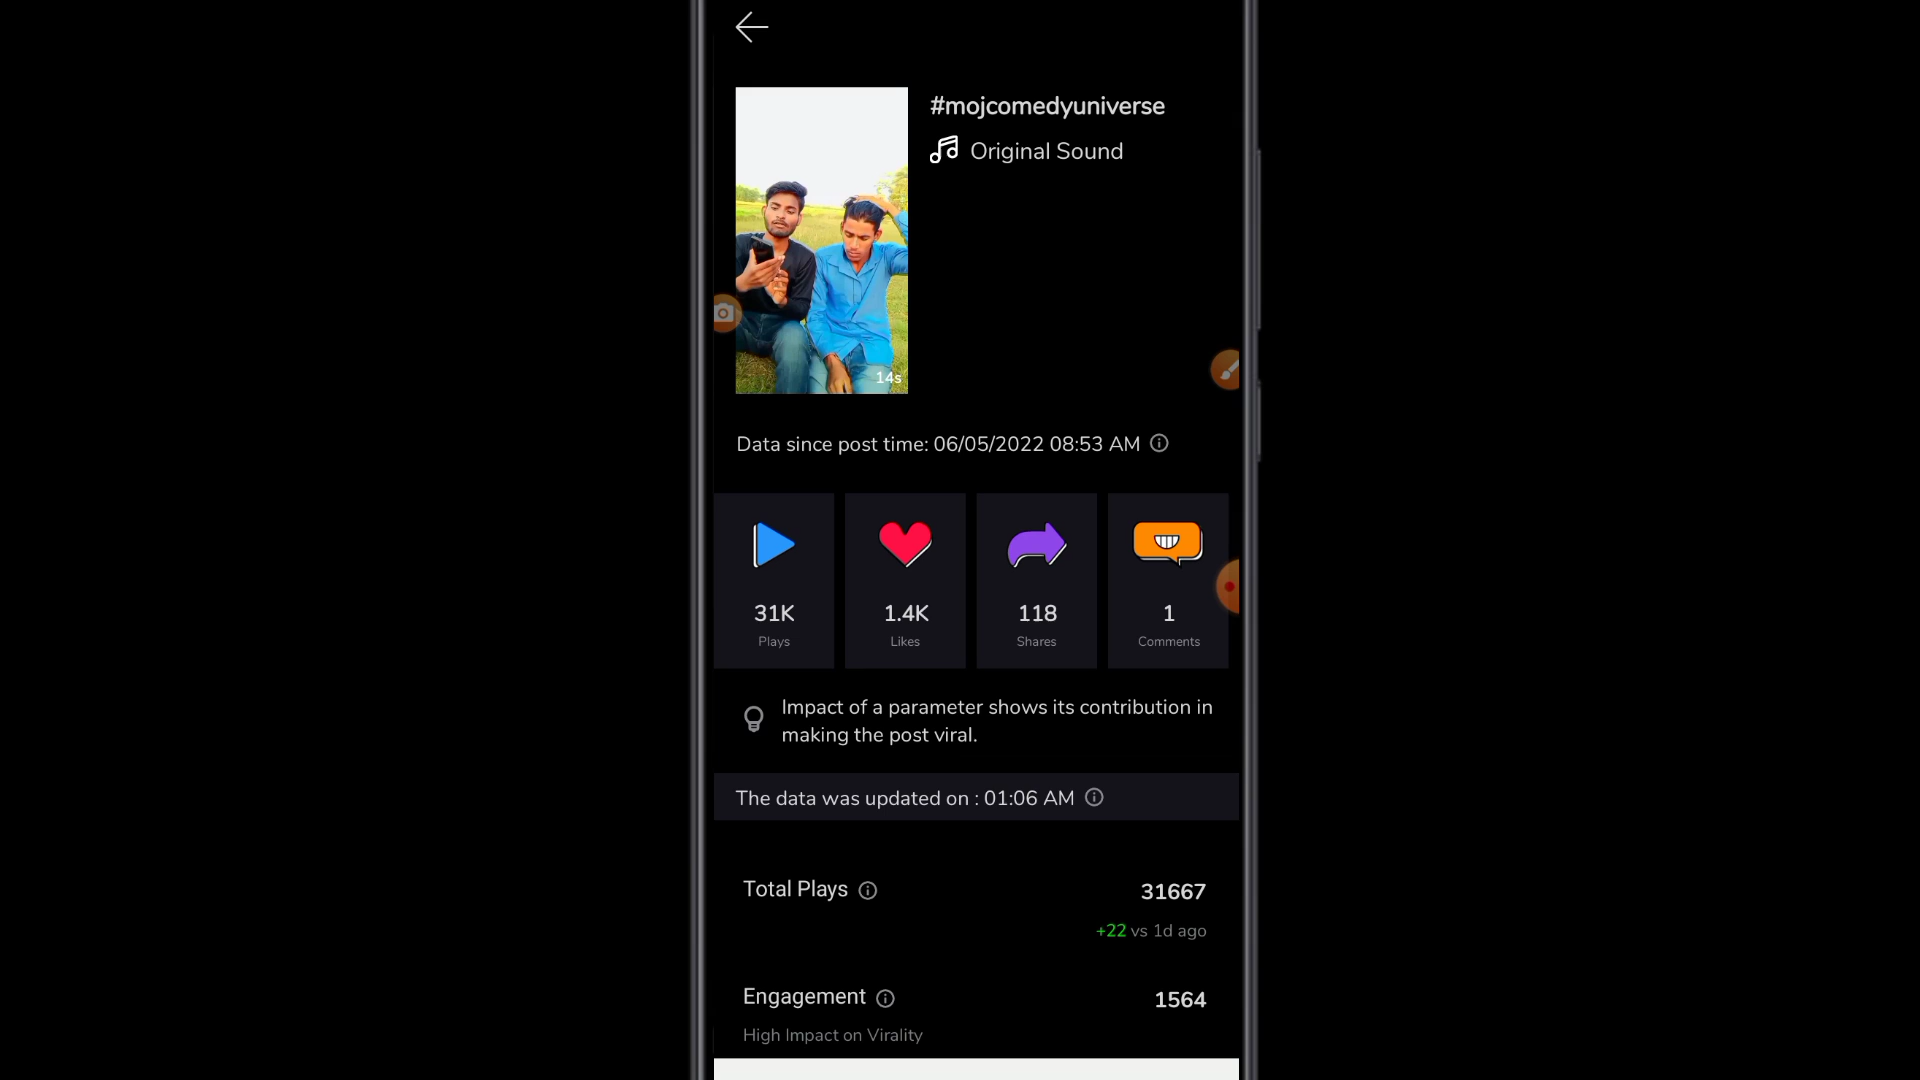 #mojcomedyuniverse
Original Sound
14s
Data since post time: 06/05/2022 08:53 AM
31K
Plays
1.4K
Likes
118
Shares
1
Comments
Impact of a parameter shows its contribution in
making the post viral.
The data was updated on : 01:06 AM
Total Plays
31667
+22 vs 1d ago
Engagement
1564
High Impact on Virality